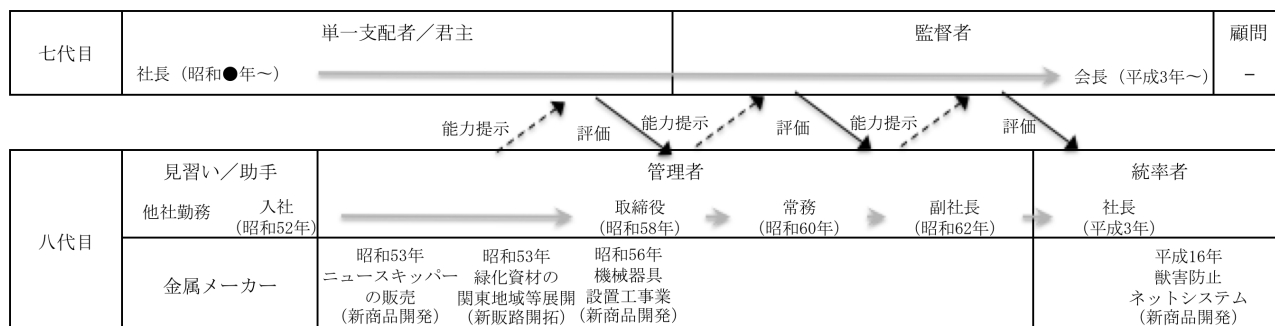 七代目
単一支配者／君主
監督者
顧問
社長（昭和●年～）
会長（平成3年～）
－
能力提示
評価
能力提示
評価
能力提示
評価
八代目
見習い／助手
管理者
統率者
他社勤務
入社
（昭和52年）
取締役
（昭和58年）
常務
（昭和60年）
副社長
（昭和62年）
社長
（平成3年）
金属メーカー
昭和53年
ニュースキッパー
の販売
（新商品開発）
昭和53年
緑化資材の
関東地域等展開
（新販路開拓）
昭和56年
機械器具
設置工事業
（新商品開発）
平成16年
獣害防止
ネットシステム
（新商品開発）